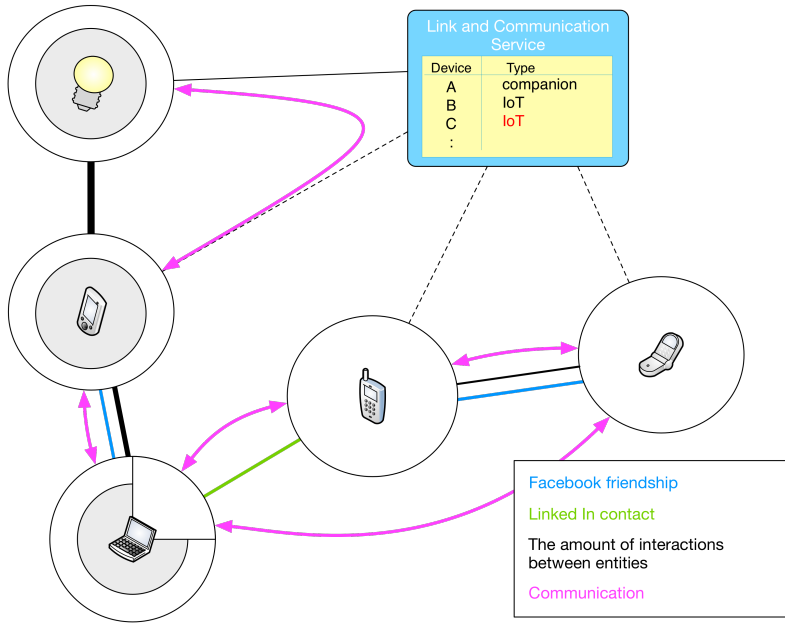 Link and Communication
Service
Device Type
A companion
B IoT
C IoT
:
Facebook friendship
Linked In contact
The amount of interactions
between entities
Communication